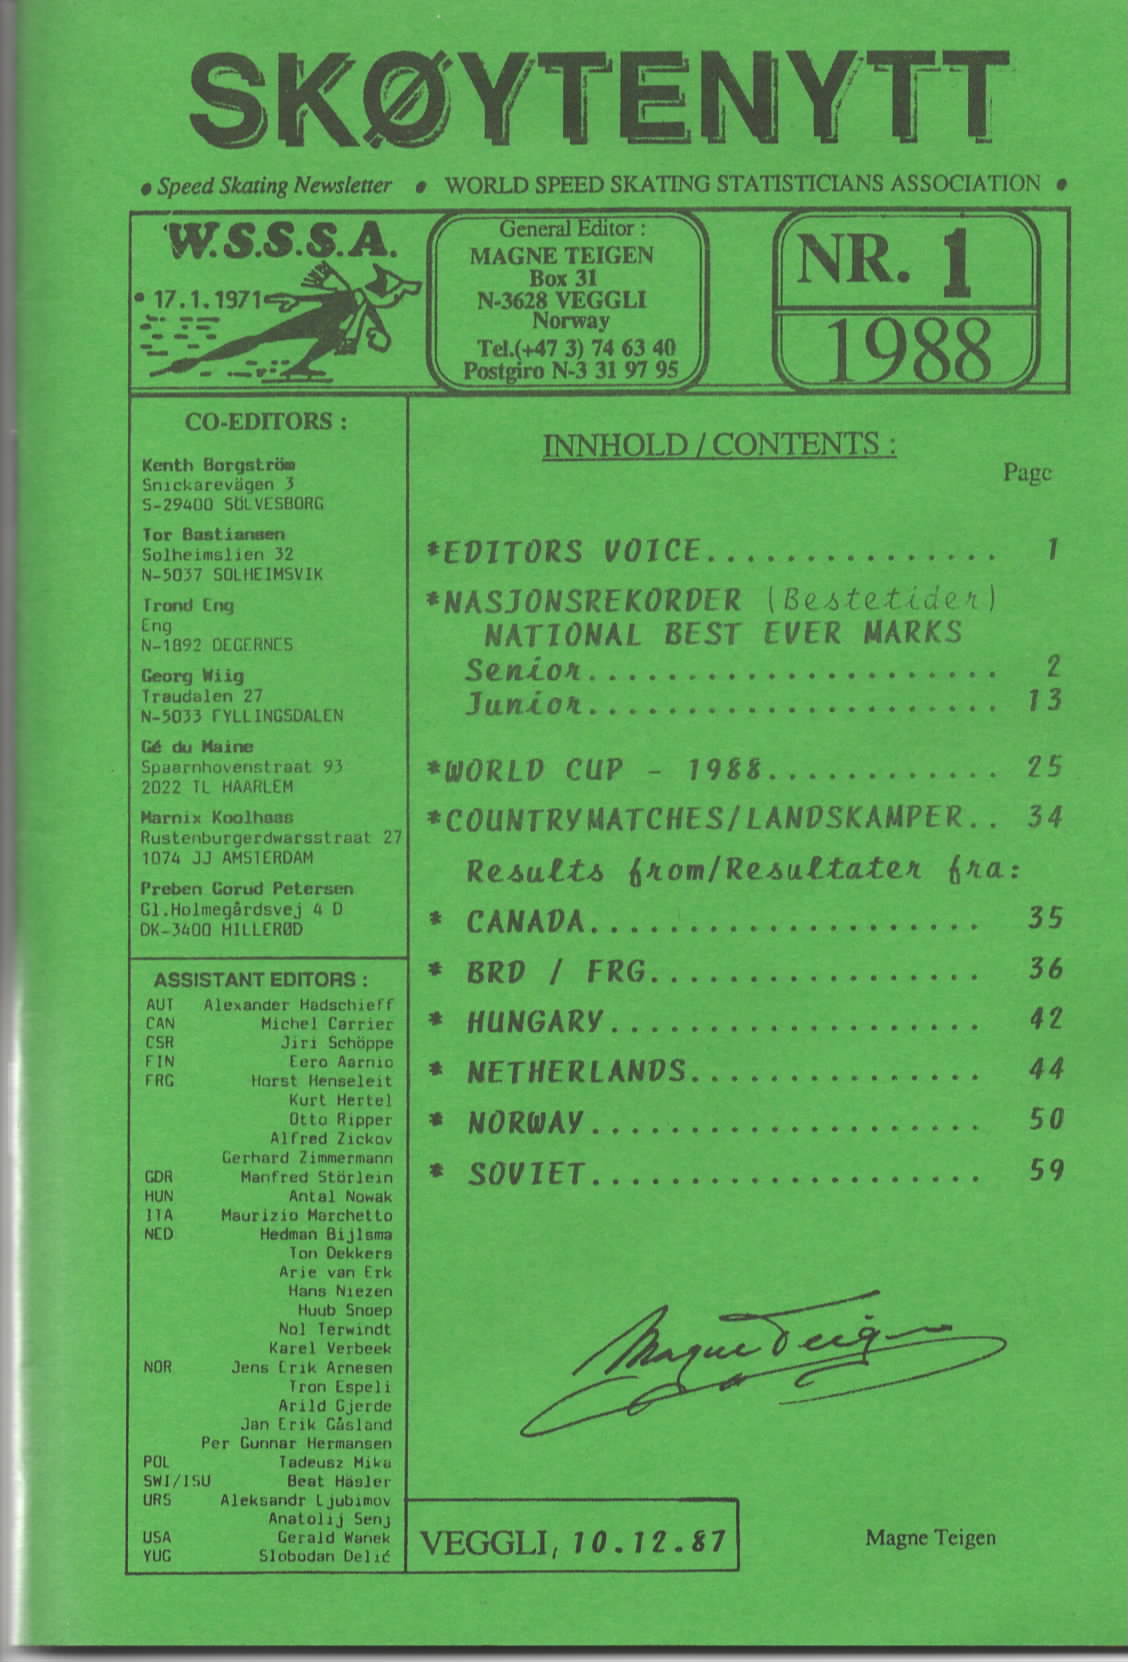 SKØYTENYTT
• Speed Skating Newsletter • WORLD SPEED SKATING STATISTICIANS ASSOCIATION •
W.S.S.S.A.
• 17.1.1971
General Editor :
MAGNE TEIGEN
Box 31
N-3628 VEGGLI
Norway
Tel.(+47 3) 74 63 40
Postgiro N-3 31 97 95
NR. 1
1988
CO-EDITORS :
Kenth Borgström
Snickarevägen 3
S-29400 SÖLVESBORG
Tor Bastiansen
Solheimslien 32
N-5037 SOLHEIMSVIK
Trond Eng
Eng
N-1892 DEGERNES
Georg Wiig
Traudalen 27
N-5033 FYLLINGSDALEN
Gé du Maine
Spaarnhovenstraat 93
2022 TL HAARLEM
Marnix Koolhaas
Rustenburgerdwarsstraat 27
1074 JJ AMSTERDAM
Preben Gorud Petersen
Gl.Holmegårdsvej 4 D
DK-3400 HILLERØD
ASSISTANT EDITORS :
AUT Alexander Hadschieff
CAN Michel Carrier
CSR Jiri Schöppe
FIN Eero Aarnio
FRG Horst Henseleit
Kurt Hertel
Otto Ripper
Alfred Zickov
Gerhard Zimmermann
GDR Manfred Störlein
HUN Antal Nowak
ITA Maurizio Marchetto
NED Hedman Bijlsma
Ton Dekkers
Arie van Erk
Hans Niezen
Huub Snoep
Nol Terwindt
Karel Verbeek
NOR Jens Erik Arnesen
Tron Espeli
Arild Gjerde
Jan Erik Gåsland
Per Gunnar Hermansen
POL Tadeusz Mika
SWI/ISU Beat Häsler
URS Aleksandr Ljubimov
Anatolij Senj
USA Gerald Wanek
YUG Slobodan Delić
INNHOLD / CONTENTS :
Page
*EDITORS VOICE............... 1
*NASJONSREKORDER (Bestetider)
NATIONAL BEST EVER MARKS
Senior..................... 2
Junior..................... 13
*WORLD CUP - 1988............ 25
*COUNTRYMATCHES/LANDSKAMPER.. 34
Results from/Resultater fra:
* CANADA.................... 35
* BRD / FRG................. 36
* HUNGARY................... 42
* NETHERLANDS............... 44
* NORWAY.................... 50
* SOVIET.................... 59
Magne Teigen
VEGGLI, 10.12.87
Magne Teigen